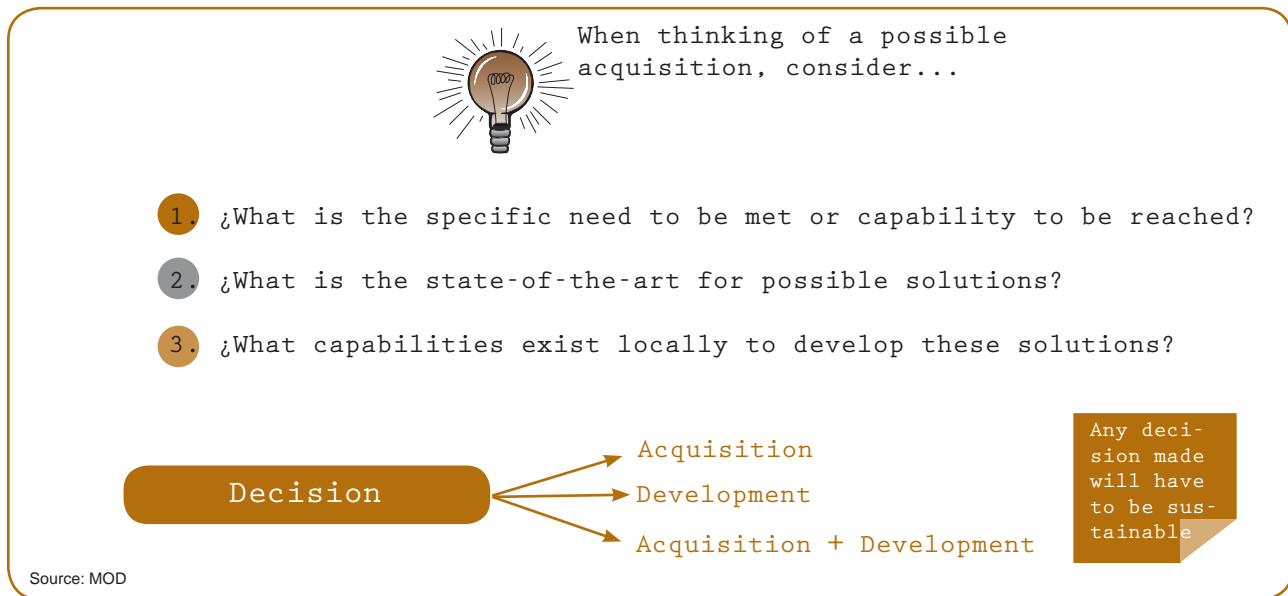 When thinking of a possible
acquisition, consider...
1. ¿What is the specific need to be met or capability to be reached?
2. ¿What is the state-of-the-art for possible solutions?
3. ¿What capabilities exist locally to develop these solutions?
Decision
Acquisition
Development
Acquisition + Development
Any deci-
sion made
will have
to be sus-
tainable
Source: MOD